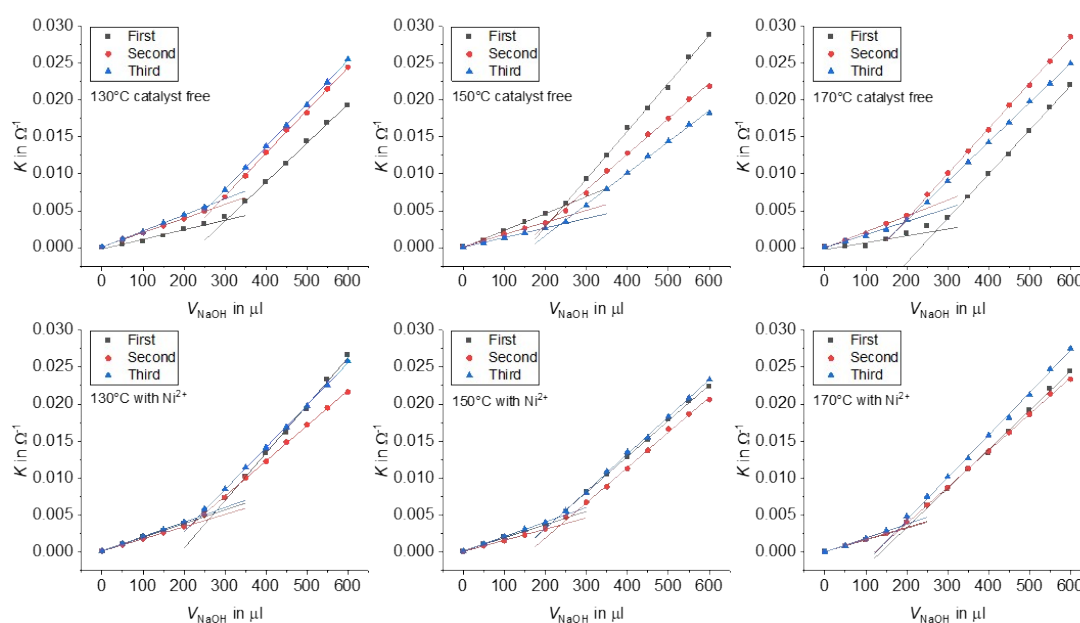 0.030
0.025
0.020
0.015
0.010
0.005
0.000
K in Ω⁻¹
First
Second
Third
130°C catalyst free
0 100 200 300 400 500 600
V_NaOH in µl
0.030
0.025
0.020
0.015
0.010
0.005
0.000
K in Ω⁻¹
First
Second
Third
150°C catalyst free
0 100 200 300 400 500 600
V_NaOH in µl
0.030
0.025
0.020
0.015
0.010
0.005
0.000
K in Ω⁻¹
First
Second
Third
170°C catalyst free
0 100 200 300 400 500 600
V_NaOH in µl
0.030
0.025
0.020
0.015
0.010
0.005
0.000
K in Ω⁻¹
First
Second
Third
130°C with Ni²⁺
0 100 200 300 400 500 600
V_NaOH in µl
0.030
0.025
0.020
0.015
0.010
0.005
0.000
K in Ω⁻¹
First
Second
Third
150°C with Ni²⁺
0 100 200 300 400 500 600
V_NaOH in µl
0.030
0.025
0.020
0.015
0.010
0.005
0.000
K in Ω⁻¹
First
Second
Third
170°C with Ni²⁺
0 100 200 300 400 500 600
V_NaOH in µl